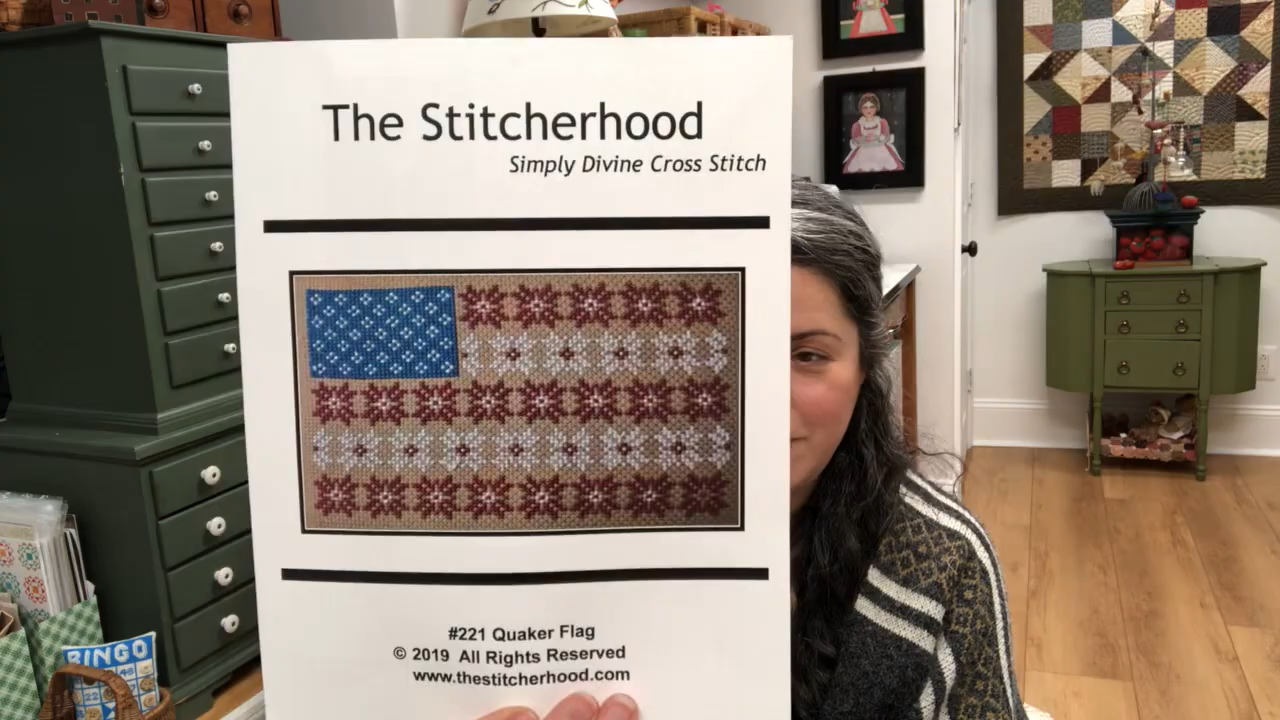 The Stitcherhood
Simply Divine Cross Stitch
#221 Quaker Flag
© 2019 All Rights Reserved
www.thestitcherhood.com
BINGO